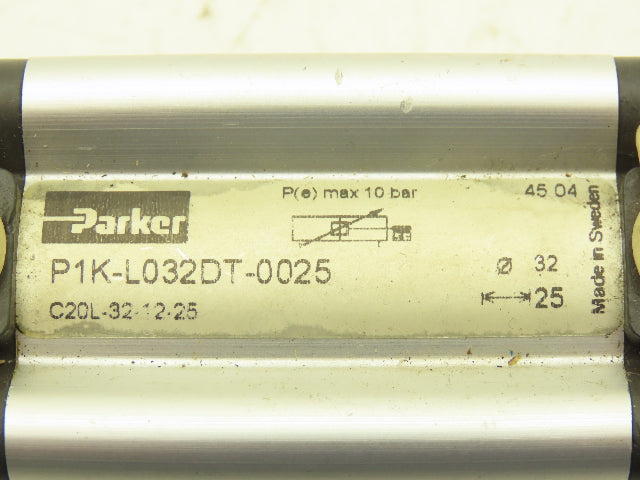 P(e) max 10 bar
45 04
Parker
P1K-L032DT-0025
Ø 32
25
C20L-32-12-25
Made in Sweden